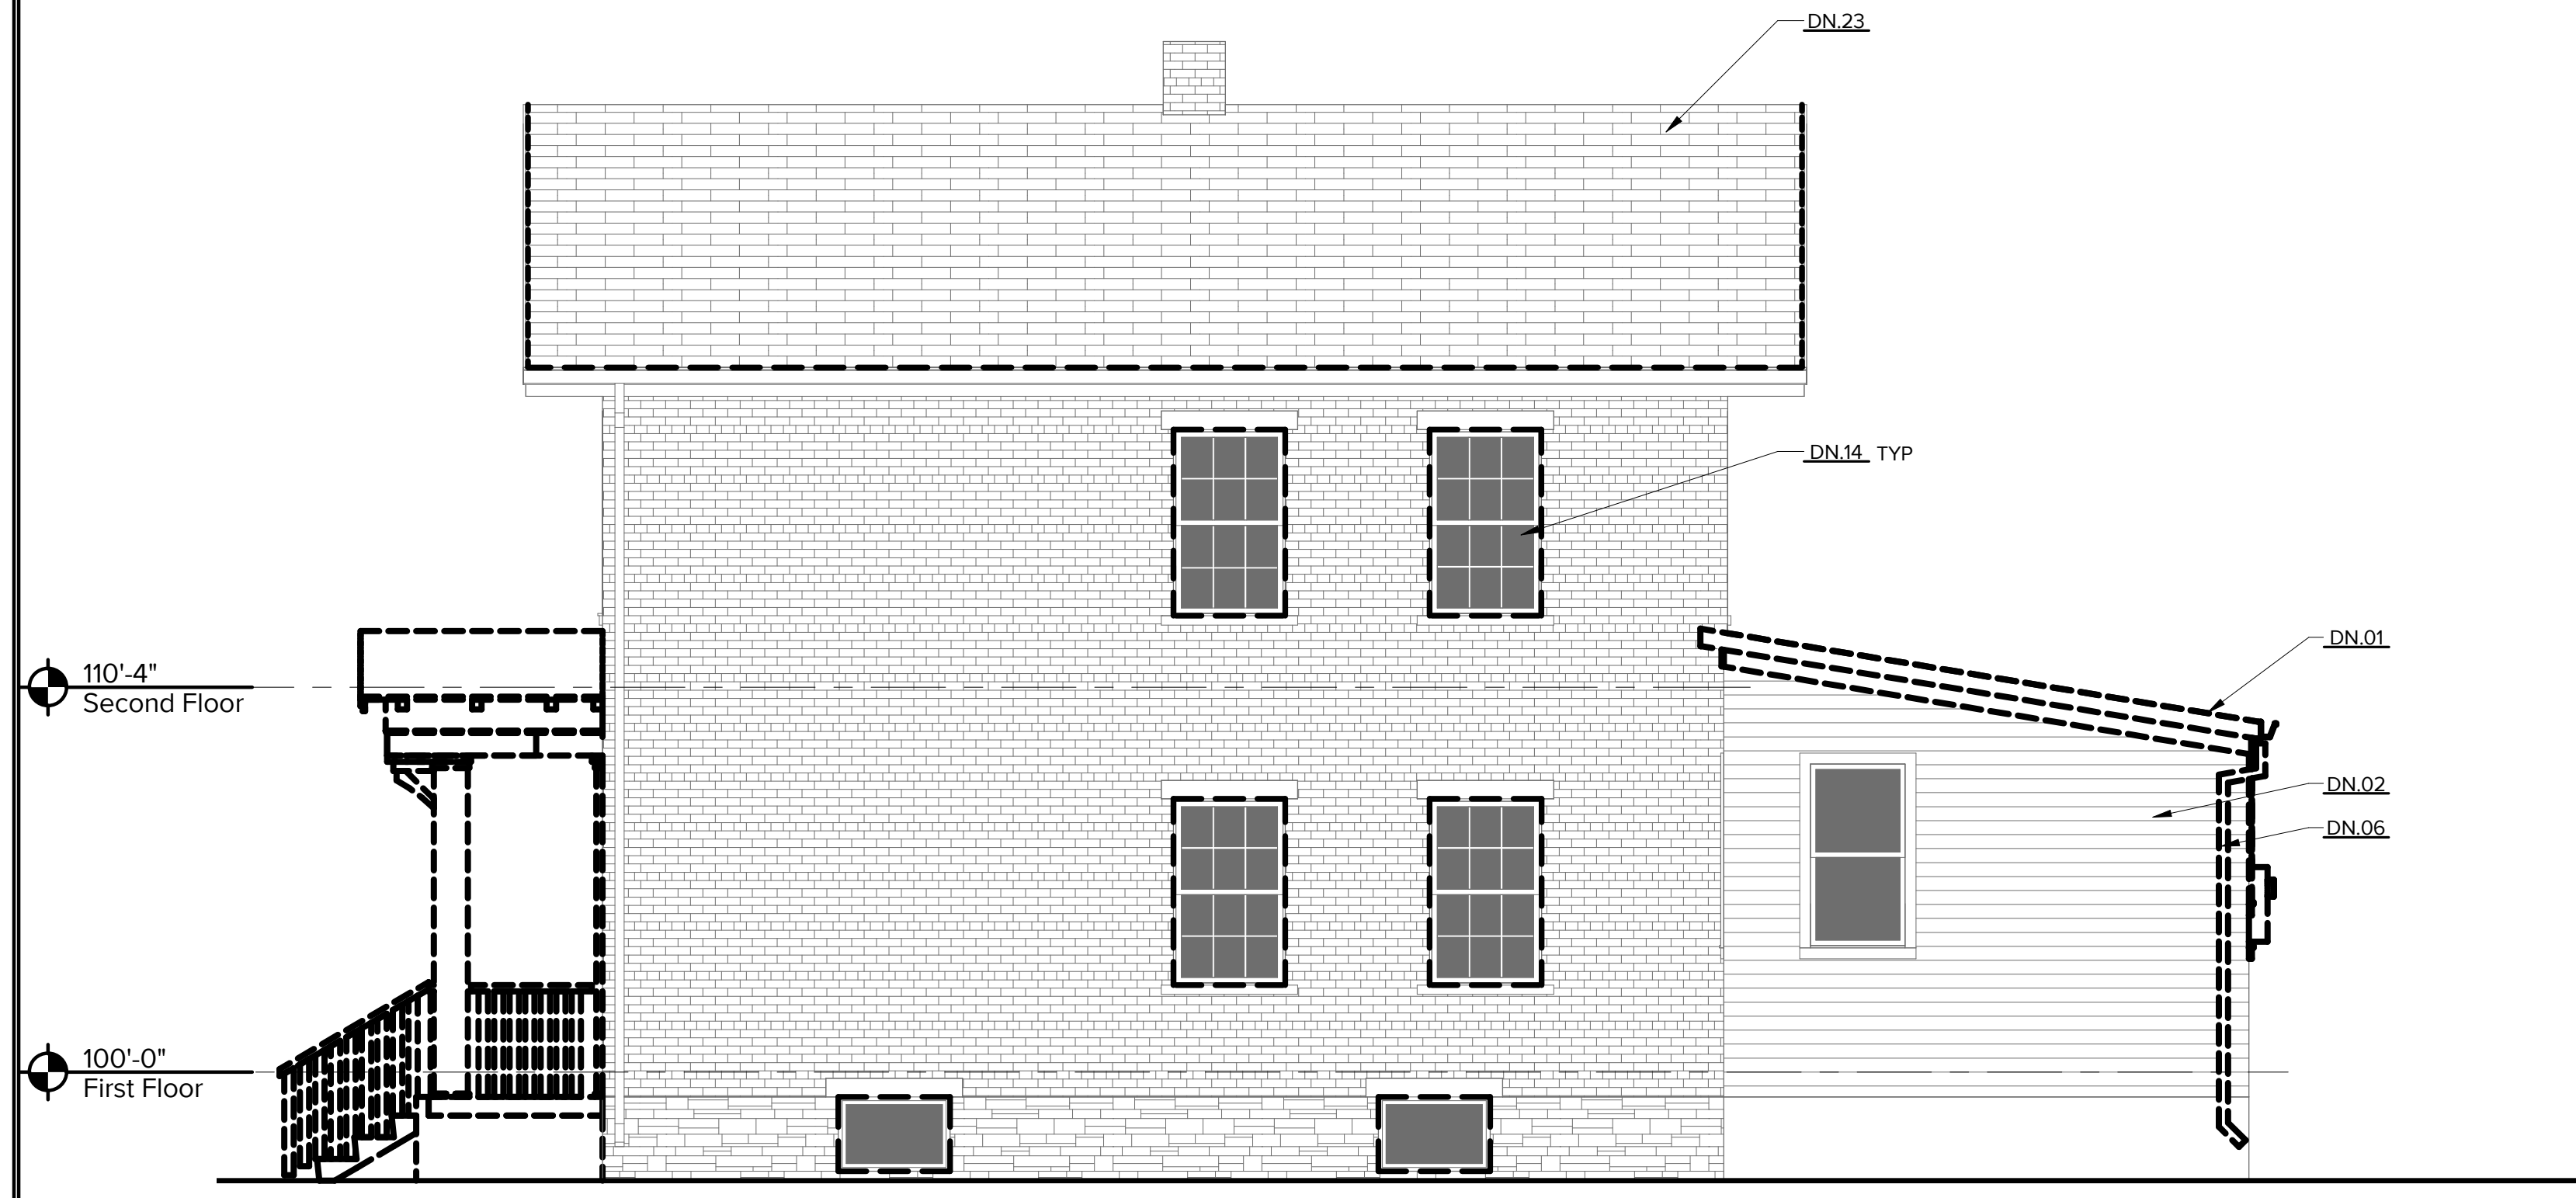 DN.23
DN.14 TYP
DN.01
110'-4"
Second Floor
DN.02
DN.06
100'-0"
First Floor